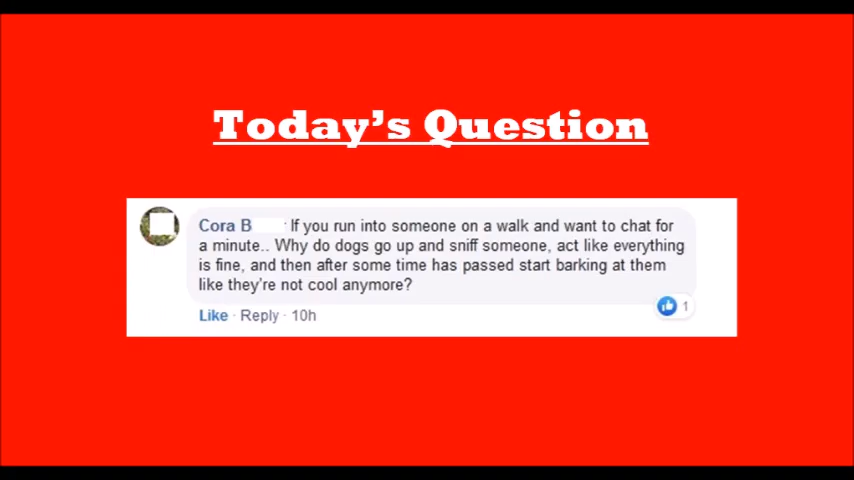 Today's Question
Cora B If you run into someone on a walk and want to chat for
a minute.. Why do dogs go up and sniff someone, act like everything
is fine, and then after some time has passed start barking at them
like they're not cool anymore?
Like · Reply · 10h
1